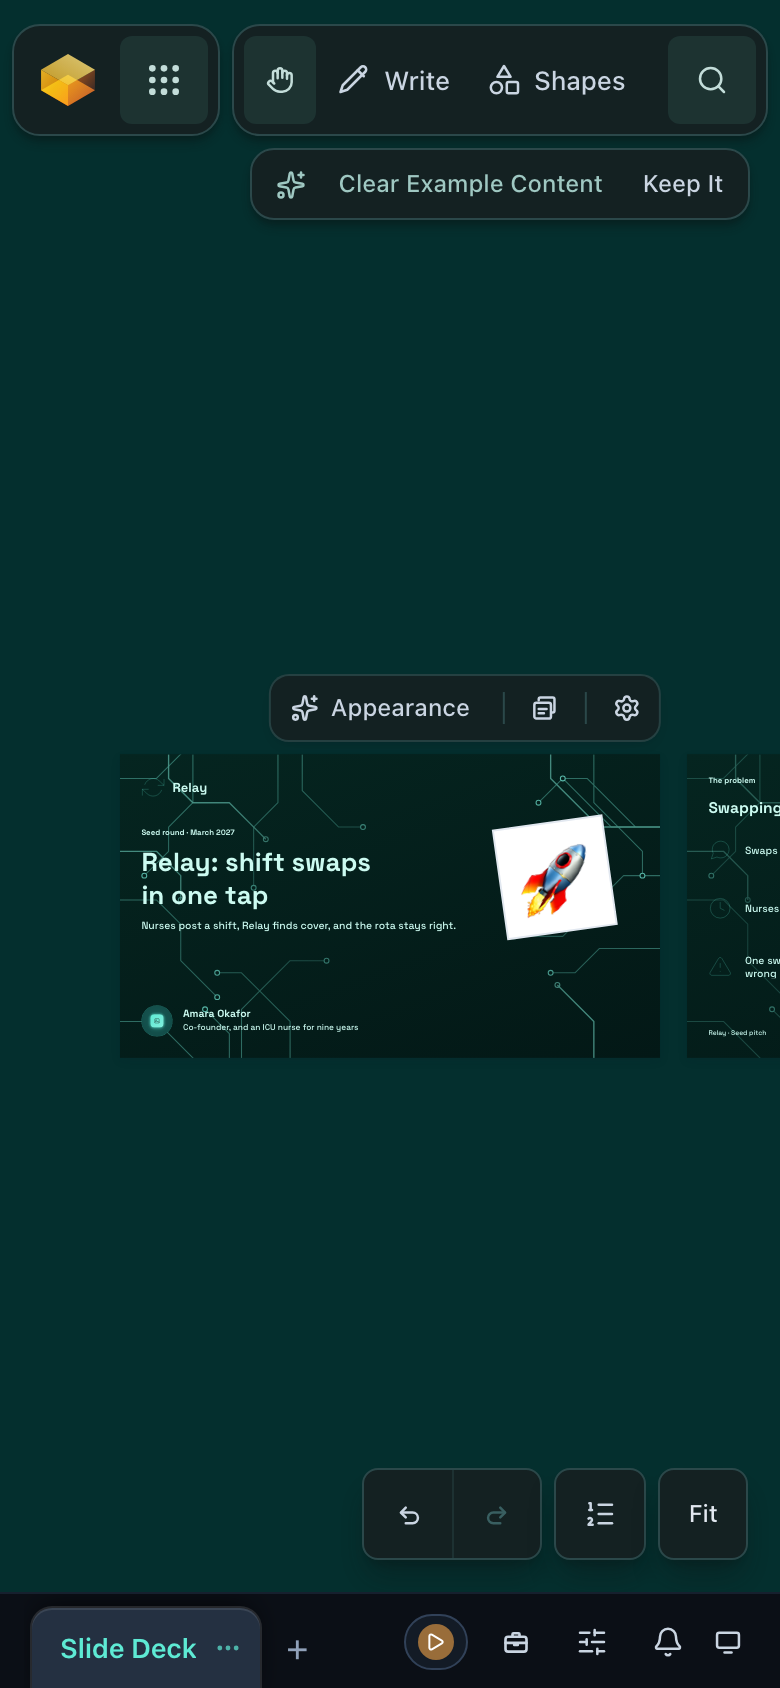 Write
Shapes
Clear Example Content
Keep It
Appearance
Relay
Seed round · March 2027
Relay: shift swaps
in one tap
Nurses post a shift, Relay finds cover, and the rota stays right.
Amara Okafor
Co-founder, and an ICU nurse for nine years
The problem
Swapping
Swaps
Nurses
One sw
wrong
Relay · Seed pitch
1
2
Fit
Slide Deck